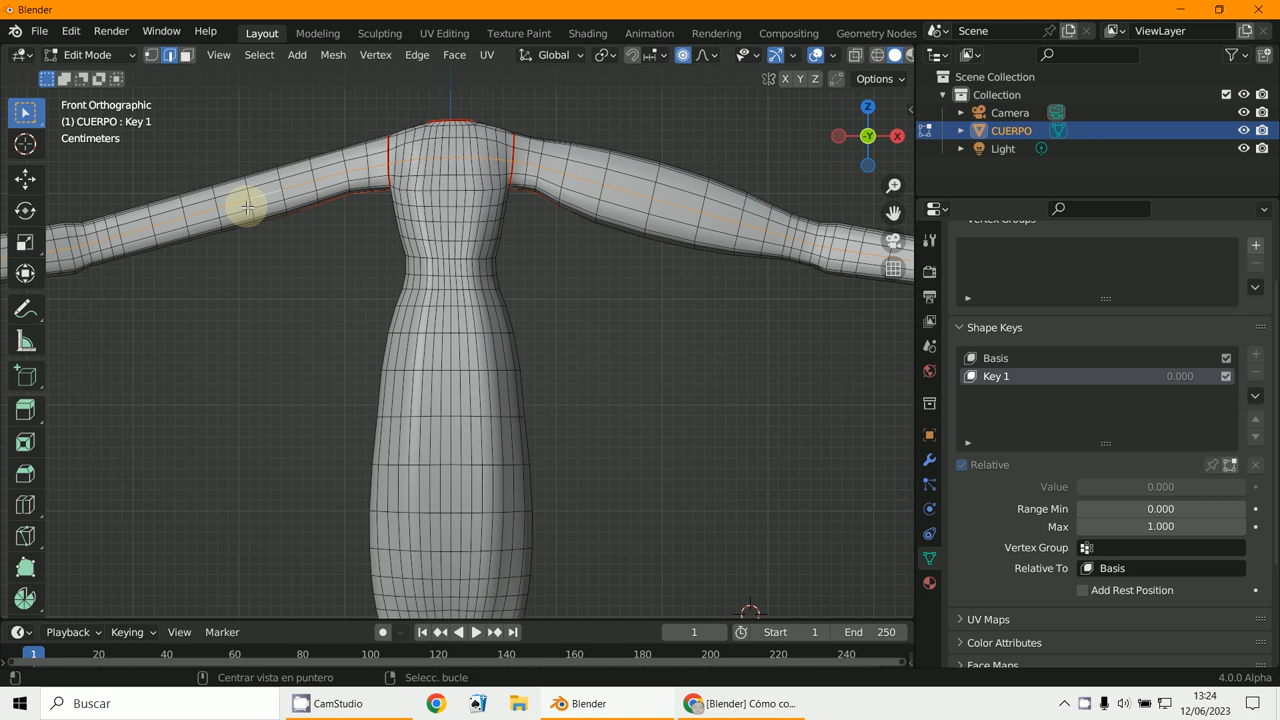 Blender
File Edit Render Window Help
Layout Modeling Sculpting UV Editing Texture Paint Shading Animation Rendering Compositing Geometry Nodes
Scene
ViewLayer
Edit Mode View Select Add Mesh Vertex Edge Face UV Global
X Y Z Options
Front Orthographic
(1) CUERPO : Key 1
Centimeters
Z
-Y
X
Scene Collection
Collection
Camera
CUERPO
Light
Vertex Groups
Shape Keys
Basis
Key 1 0.000
Relative
Value 0.000
Range Min 0.000
Max 1.000
Vertex Group
Relative To Basis
Add Rest Position
UV Maps
Color Attributes
Face Maps
Playback Keying View Marker 1 Start 1 End 250
1 20 40 60 80 100 120 140 160 180 200 220 240
Centrar vista en puntero Selecc. bucle 4.0.0 Alpha
Buscar CamStudio Blender [Blender] Cómo co...
13:24
12/06/2023